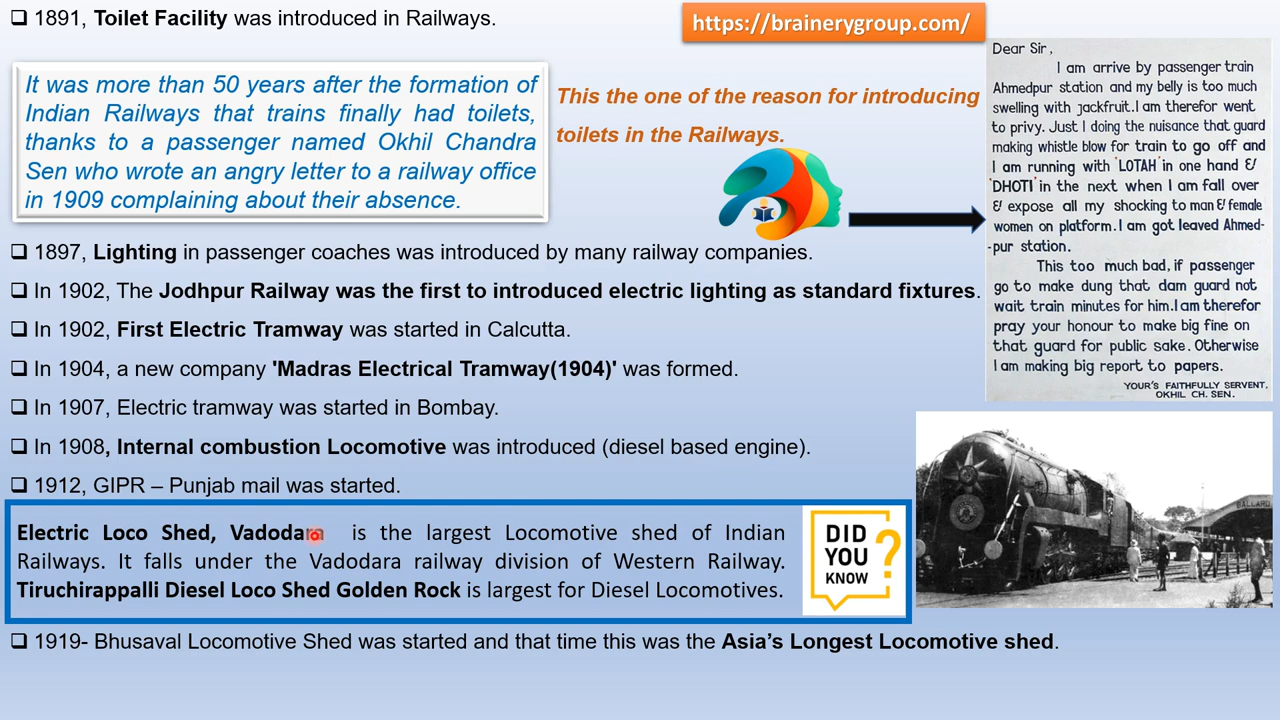 ❑ 1891, Toilet Facility was introduced in Railways.
https://brainerygroup.com/
It was more than 50 years after the formation of
Indian Railways that trains finally had toilets,
thanks to a passenger named Okhil Chandra
Sen who wrote an angry letter to a railway office
in 1909 complaining about their absence.
This the one of the reason for introducing
toilets in the Railways.
Dear Sir,
I am arrive by passenger train
Ahmedpur station and my belly is too much
swelling with jackfruit. I am therefor went
to privy. Just I doing the nuisance that guard
making whistle blow for train to go off and
I am running with 'LOTAH' in one hand &
'DHOTI' in the next when I am fall over
& expose all my shocking to man & female
women on platform. I am got leaved Ahmed-
-pur station.
This too much bad, if passenger
go to make dung that dam guard not
wait train minutes for him. I am therefor
pray your honour to make big fine on
that guard for public sake. Otherwise
I am making big report to papers.
YOUR'S FAITHFULLY SERVENT,
OKHIL CH. SEN.
❑ 1897, Lighting in passenger coaches was introduced by many railway companies.
❑ In 1902, The Jodhpur Railway was the first to introduced electric lighting as standard fixtures.
❑ In 1902, First Electric Tramway was started in Calcutta.
❑ In 1904, a new company 'Madras Electrical Tramway(1904)' was formed.
❑ In 1907, Electric tramway was started in Bombay.
❑ In 1908, Internal combustion Locomotive was introduced (diesel based engine).
❑ 1912, GIPR – Punjab mail was started.
Electric Loco Shed, Vadodara is the largest Locomotive shed of Indian
Railways. It falls under the Vadodara railway division of Western Railway.
Tiruchirappalli Diesel Loco Shed Golden Rock is largest for Diesel Locomotives.
DID
YOU
KNOW
?
BALLARD
❑ 1919- Bhusaval Locomotive Shed was started and that time this was the Asia's Longest Locomotive shed.